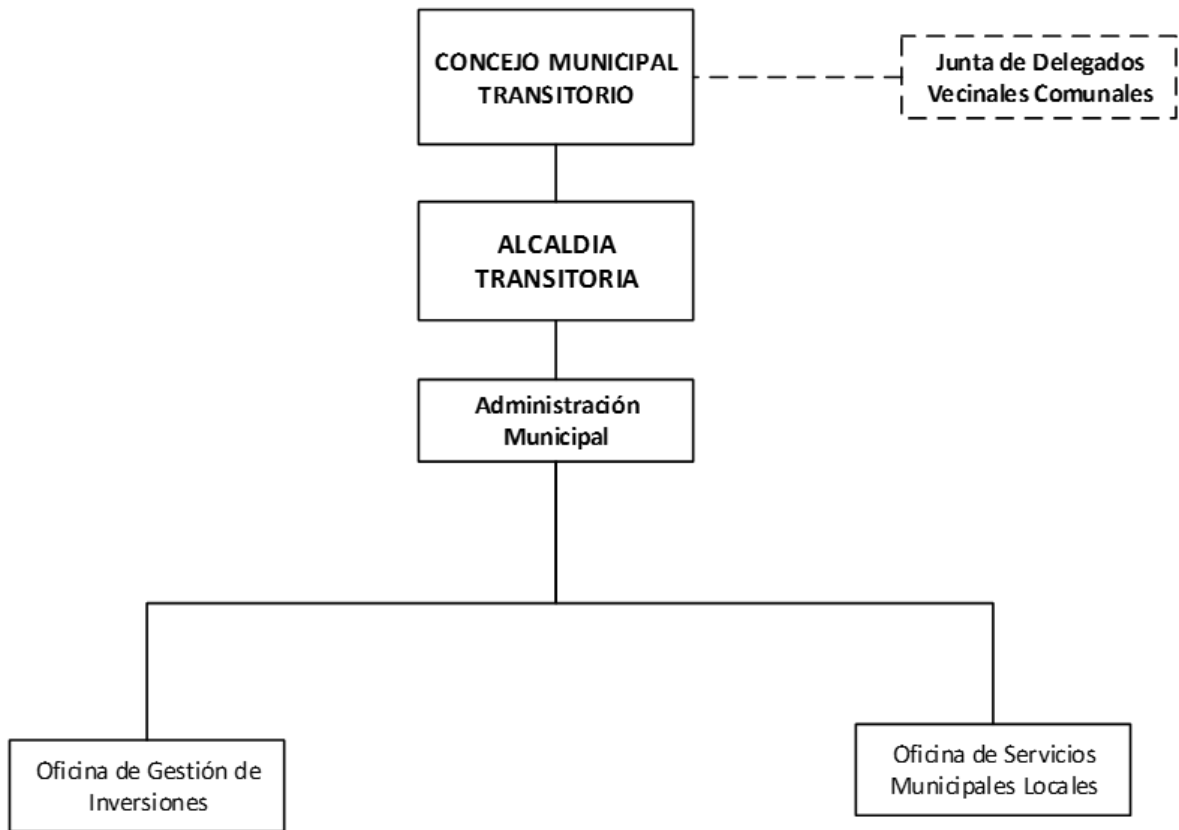 CONCEJO MUNICIPAL
TRANSITORIO
Junta de Delegados
Vecinales Comunales
ALCALDIA
TRANSITORIA
Administración
Municipal
Oficina de Gestión de
Inversiones
Oficina de Servicios
Municipales Locales